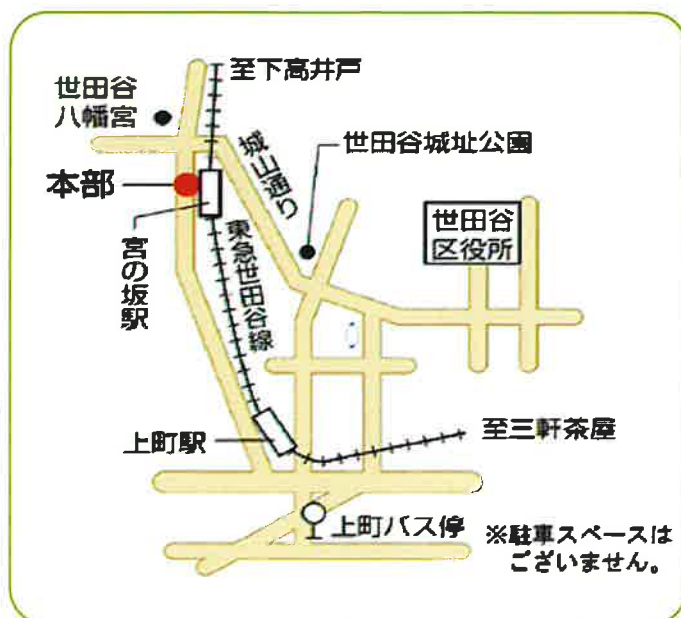 至下高井戸
世田谷
八幡宮
城山通り
世田谷城址公園
本部
世田谷
区役所
宮の坂駅
東急世田谷線
上町駅
至三軒茶屋
上町バス停
※駐車スペースは
ございません。